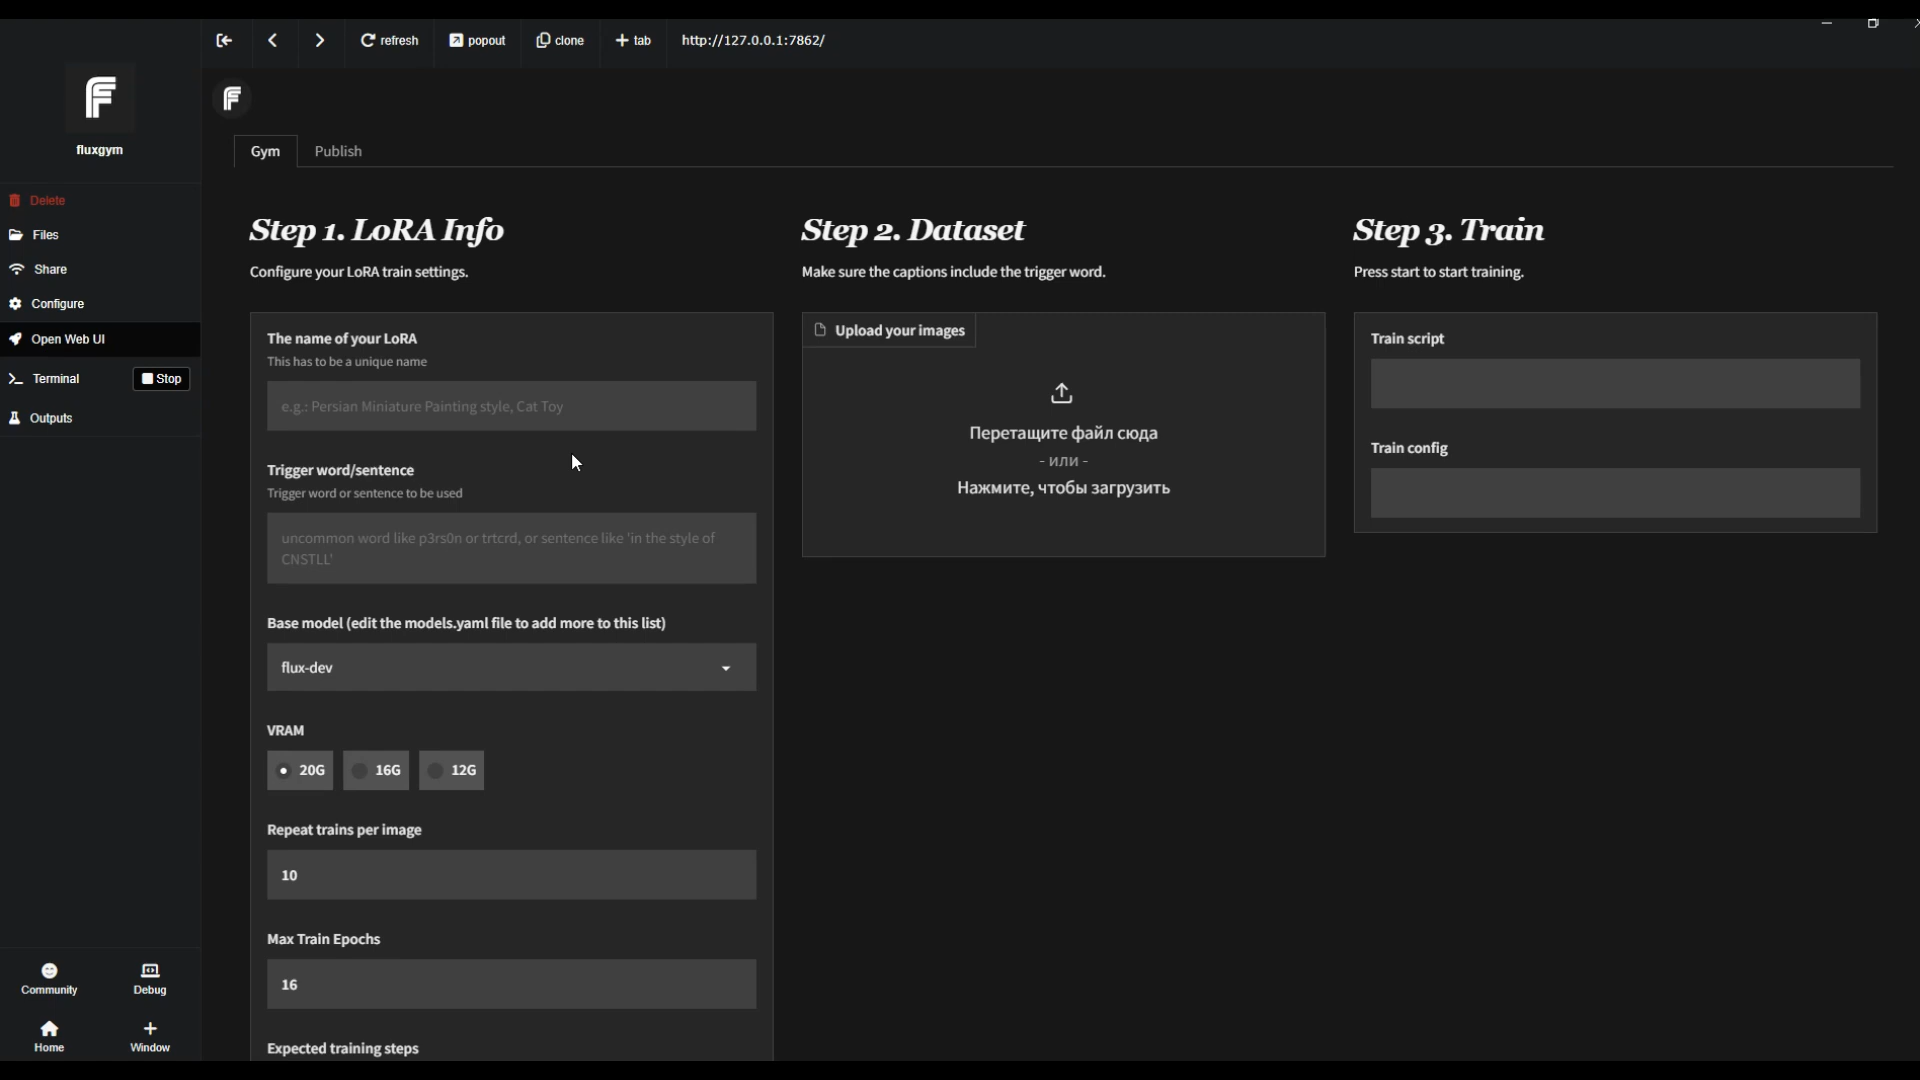 refresh
popout
clone
tab
http://127.0.0.1:7862/
fluxgym
Delete
Files
Share
Configure
Open Web UI
Terminal
Stop
Outputs
Community
Debug
Home
Window
Gym
Publish
Step 1. LoRA Info
Configure your LoRA train settings.
The name of your LoRA
This has to be a unique name
e.g.: Persian Miniature Painting style, Cat Toy
Trigger word/sentence
Trigger word or sentence to be used
uncommon word like p3rs0n or trtcrd, or sentence like 'in the style of
CNSTLL'
Base model (edit the models.yaml file to add more to this list)
flux-dev
VRAM
20G
16G
12G
Repeat trains per image
10
Max Train Epochs
16
Expected training steps
Step 2. Dataset
Make sure the captions include the trigger word.
Upload your images
Перетащите файл сюда
- или -
Нажмите, чтобы загрузить
Step 3. Train
Press start to start training.
Train script
Train config